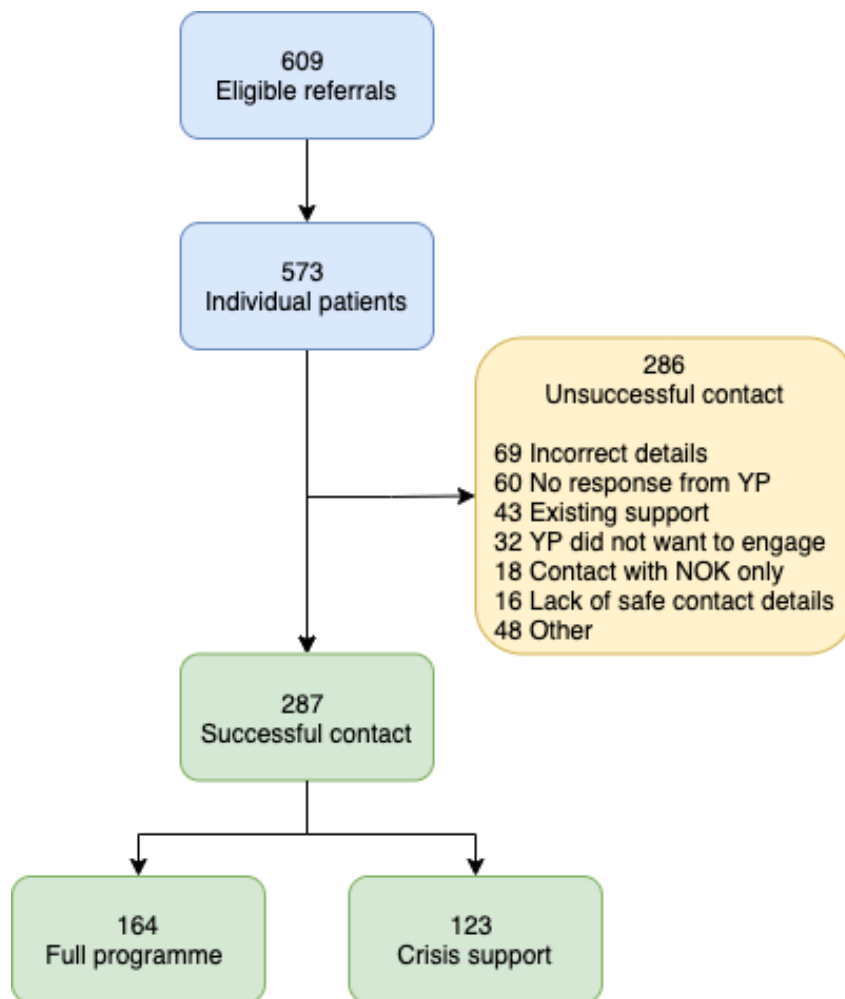 609
Eligible referrals
573
Individual patients
286
Unsuccessful contact
69 Incorrect details
60 No response from YP
43 Existing support
32 YP did not want to engage
18 Contact with NOK only
16 Lack of safe contact details
48 Other
287
Successful contact
164
Full programme
123
Crisis support